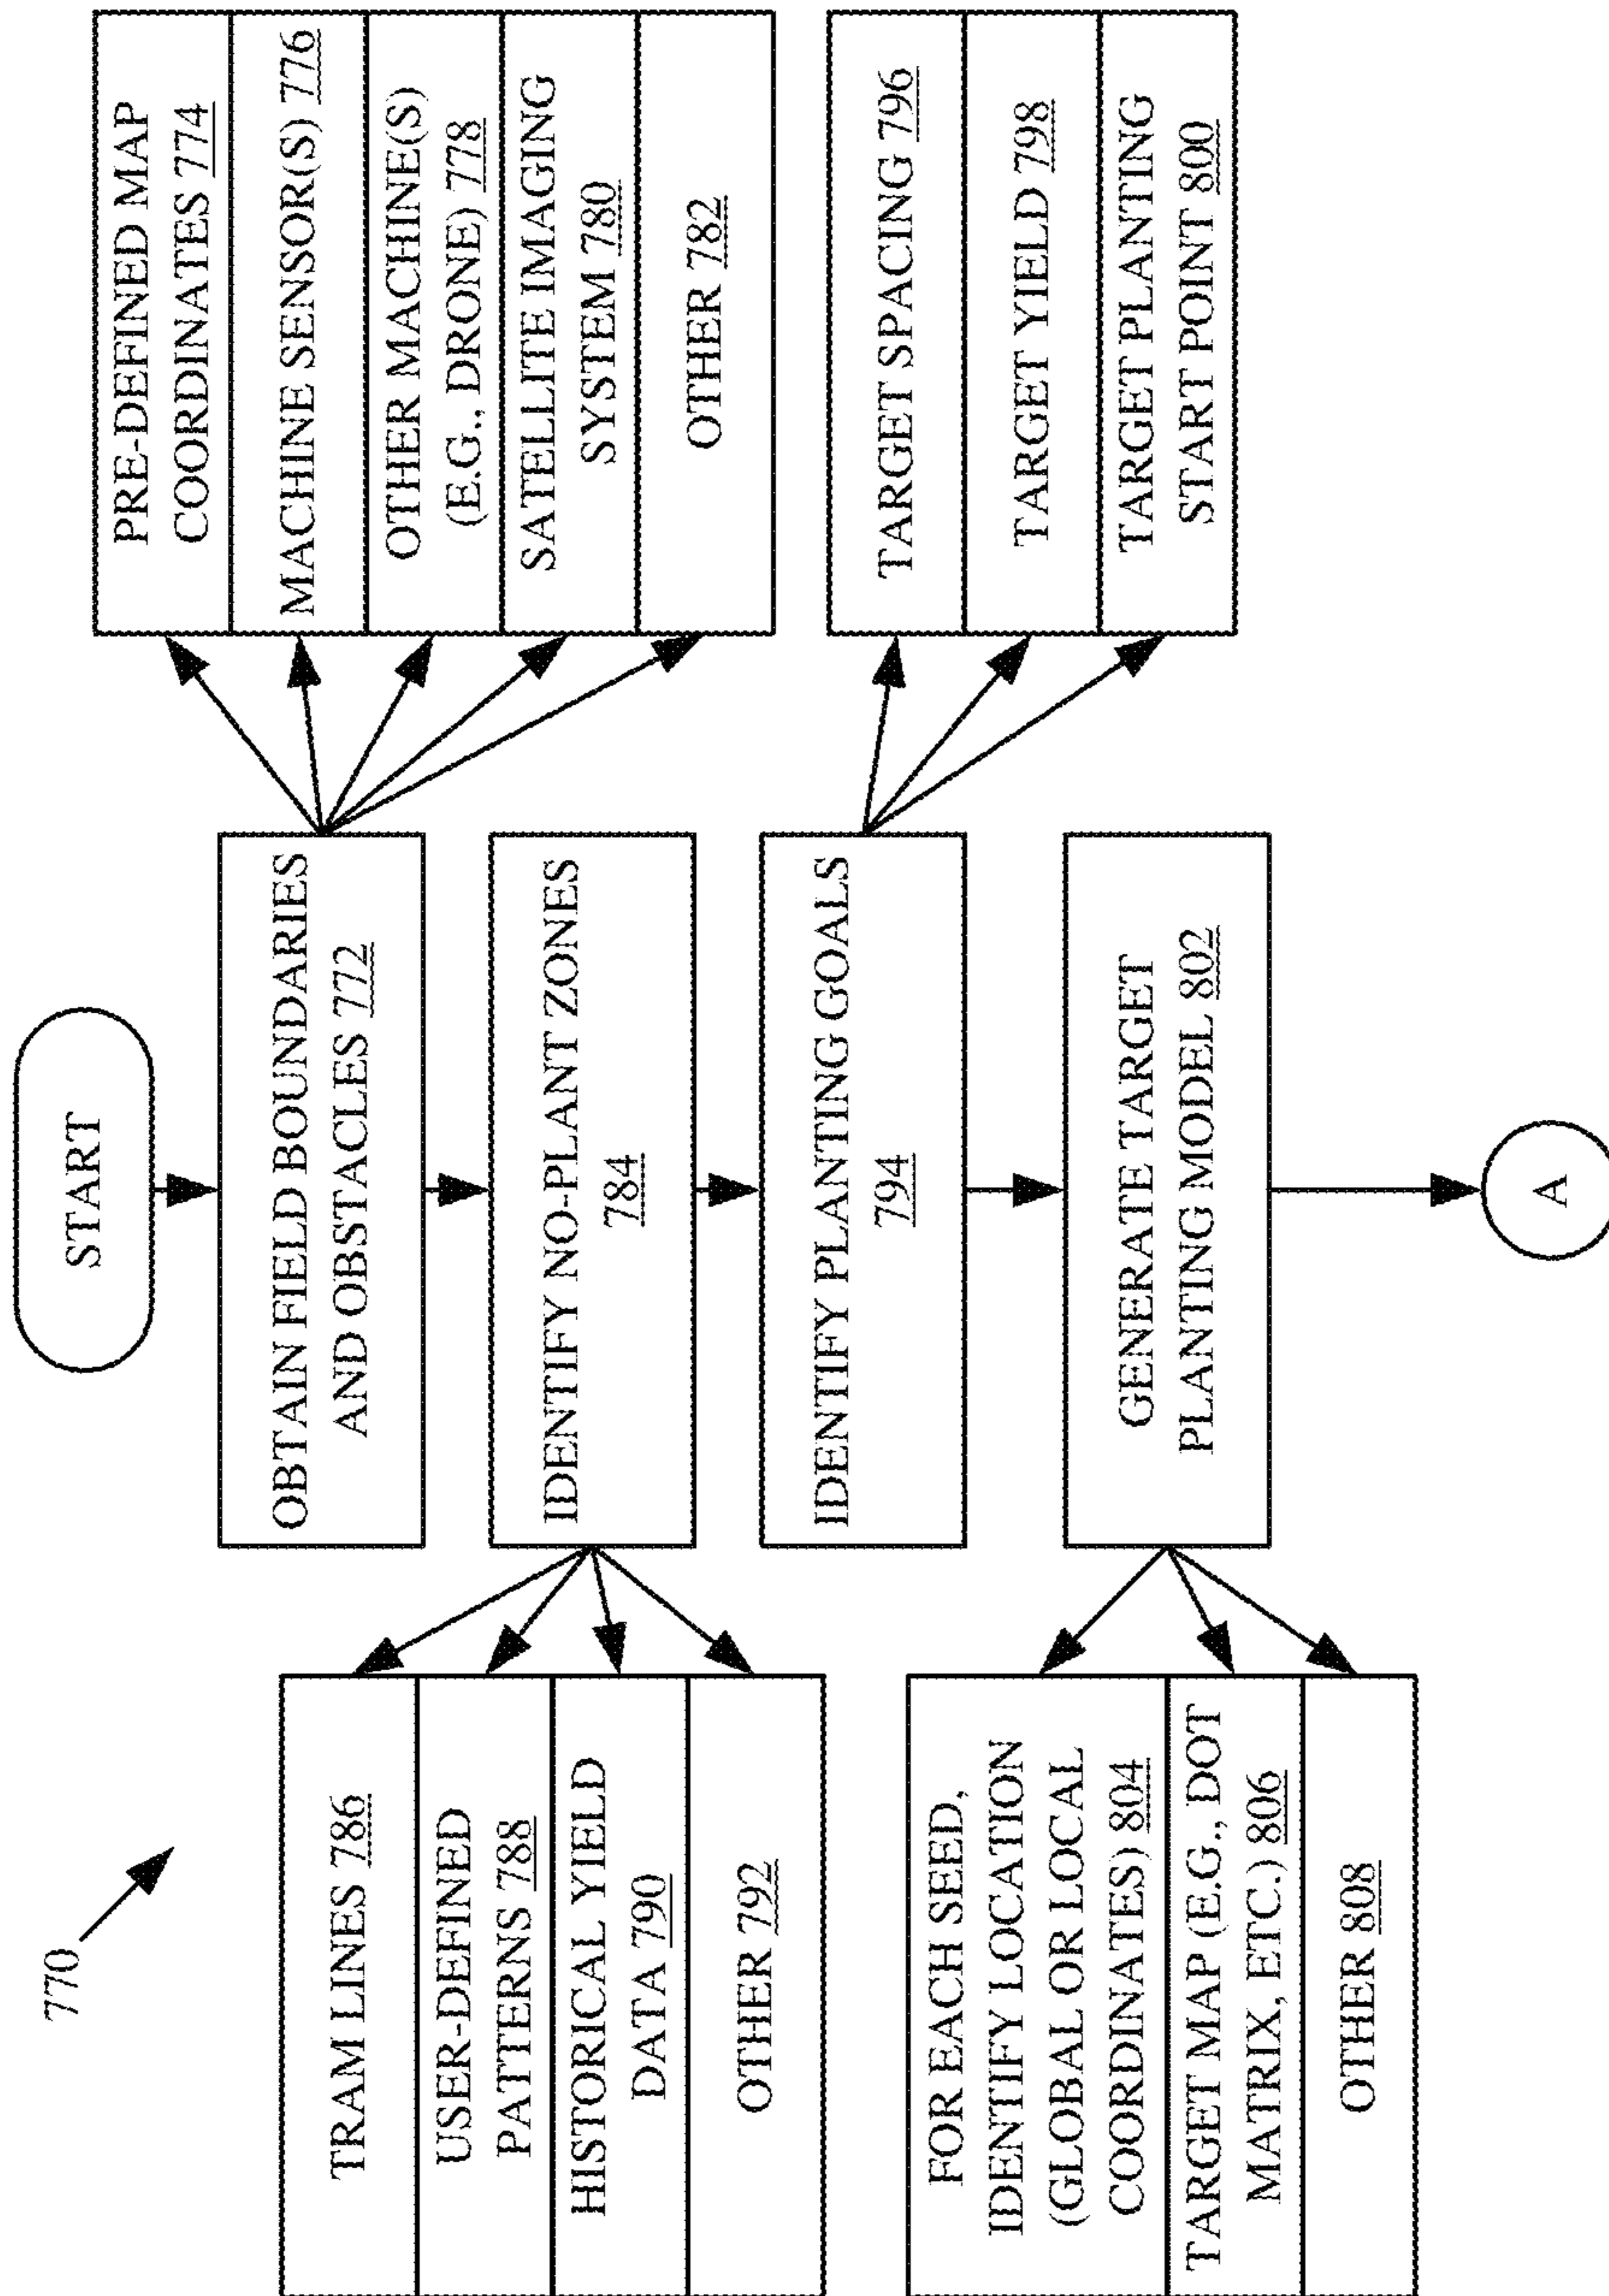 770
START
OBTAIN FIELD BOUNDARIES
AND OBSTACLES 772
PRE-DEFINED MAP
COORDINATES 774
MACHINE SENSOR(S) 776
OTHER MACHINE(S)
(E.G., DRONE) 778
SATELLITE IMAGING
SYSTEM 780
OTHER 782
IDENTIFY NO-PLANT ZONES
784
TRAM LINES 786
USER-DEFINED
PATTERNS 788
HISTORICAL YIELD
DATA 790
OTHER 792
IDENTIFY PLANTING GOALS
794
TARGET SPACING 796
TARGET YIELD 798
TARGET PLANTING
START POINT 800
GENERATE TARGET
PLANTING MODEL 802
FOR EACH SEED,
IDENTIFY LOCATION
(GLOBAL OR LOCAL
COORDINATES) 804
TARGET MAP (E.G., DOT
MATRIX, ETC.) 806
OTHER 808
A